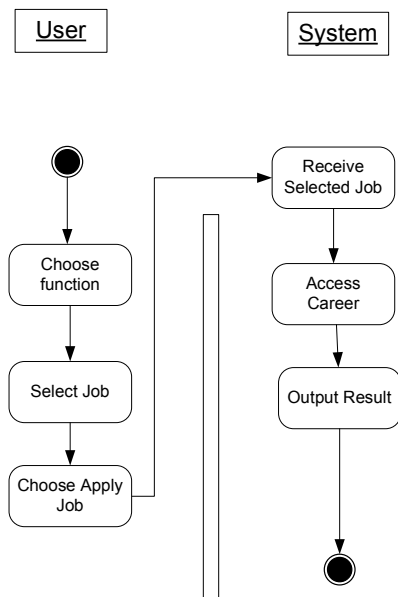 User
System
Choose
function
Select Job
Choose Apply
Job
Receive
Selected Job
Access
Career
Output Result